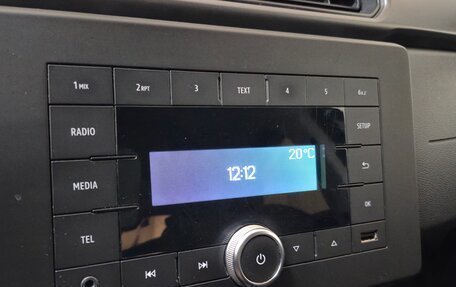 1 MIX
2 RPT
3
TEXT
4
5
RADIO
SETUP
20°C
12:12
MEDIA
OK
TEL